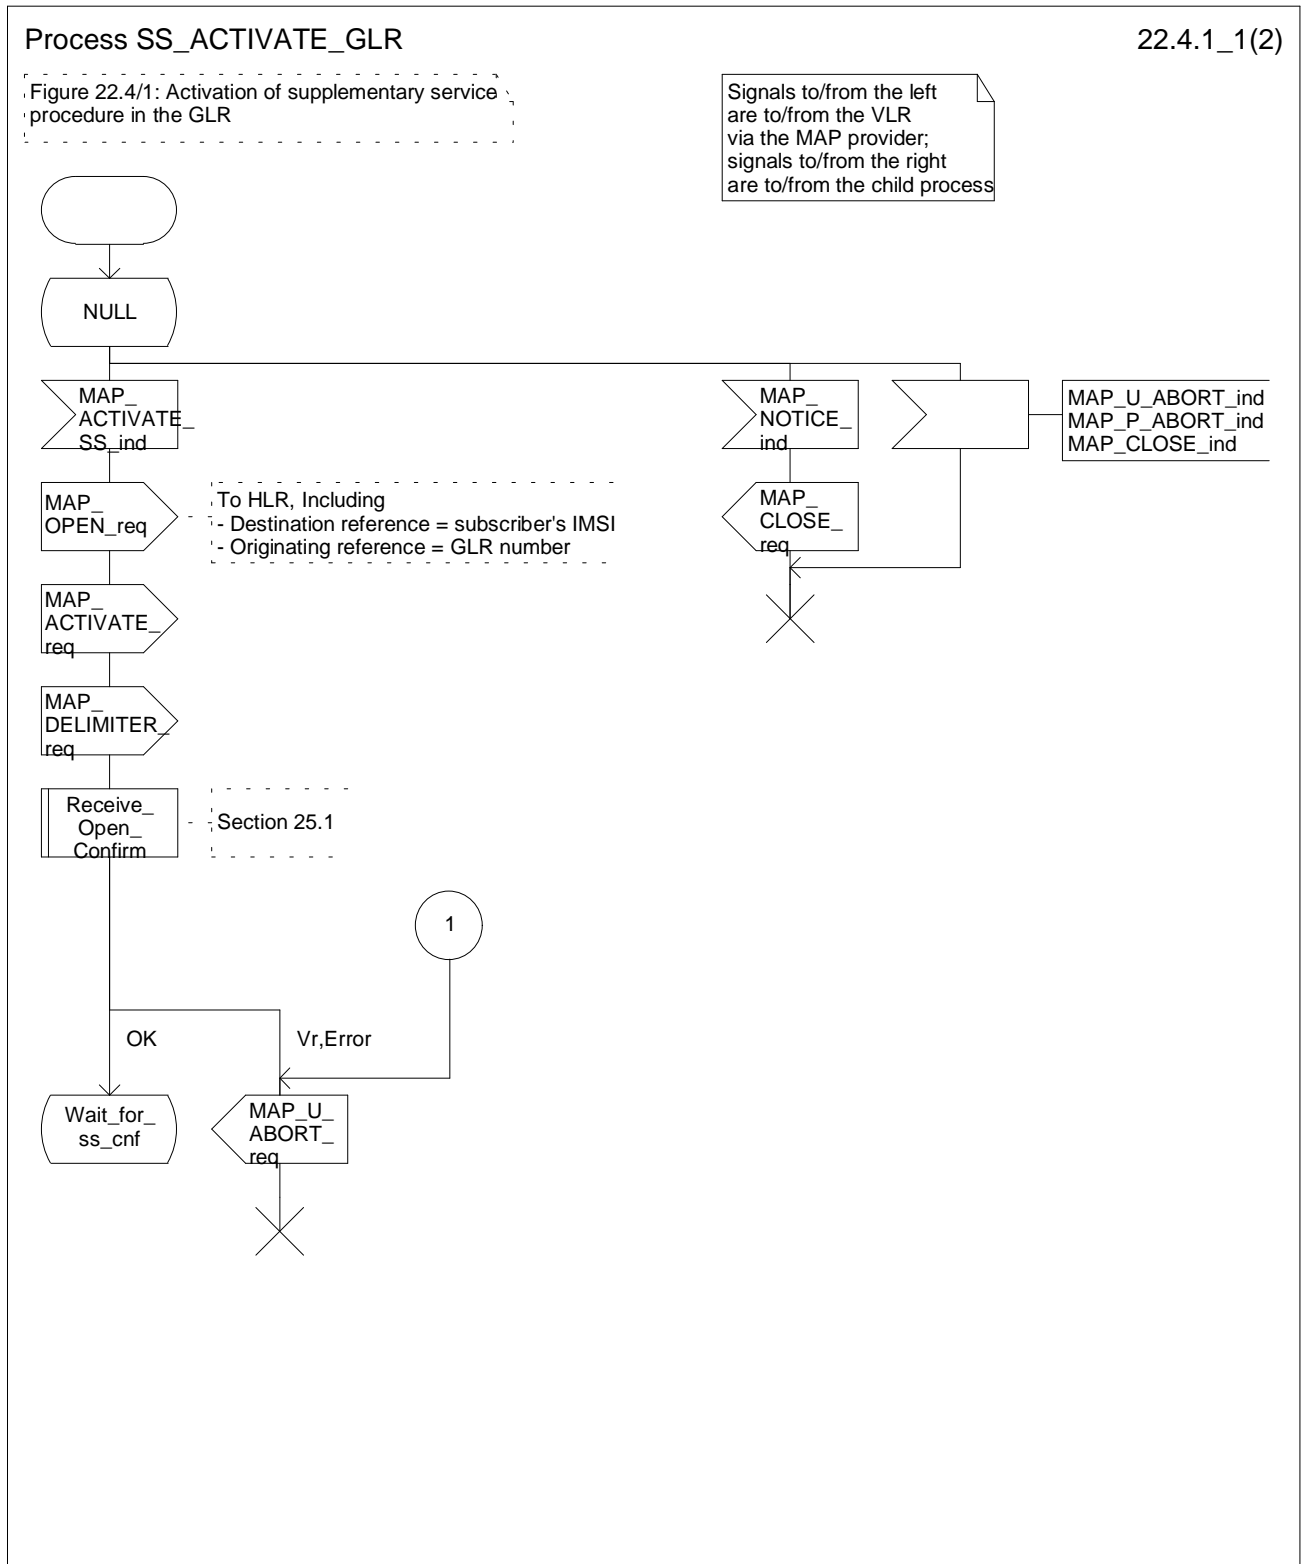 Process SS_ACTIVATE_GLR
22.4.1_1(2)
Figure 22.4/1: Activation of supplementary service
procedure in the GLR
Signals to/from the left
are to/from the VLR
via the MAP provider;
signals to/from the right
are to/from the child process
NULL
MAP_
ACTIVATE_
SS_ind
MAP_
NOTICE_
ind
MAP_U_ABORT_ind
MAP_P_ABORT_ind
MAP_CLOSE_ind
MAP_
OPEN_req
To HLR, Including
- Destination reference = subscriber's IMSI
- Originating reference = GLR number
MAP_
CLOSE_
req
MAP_
ACTIVATE_
req
MAP_
DELIMITER_
req
Receive_
Open_
Confirm
Section 25.1
1
OK
Vr,Error
Wait_for_
ss_cnf
MAP_U_
ABORT_
req